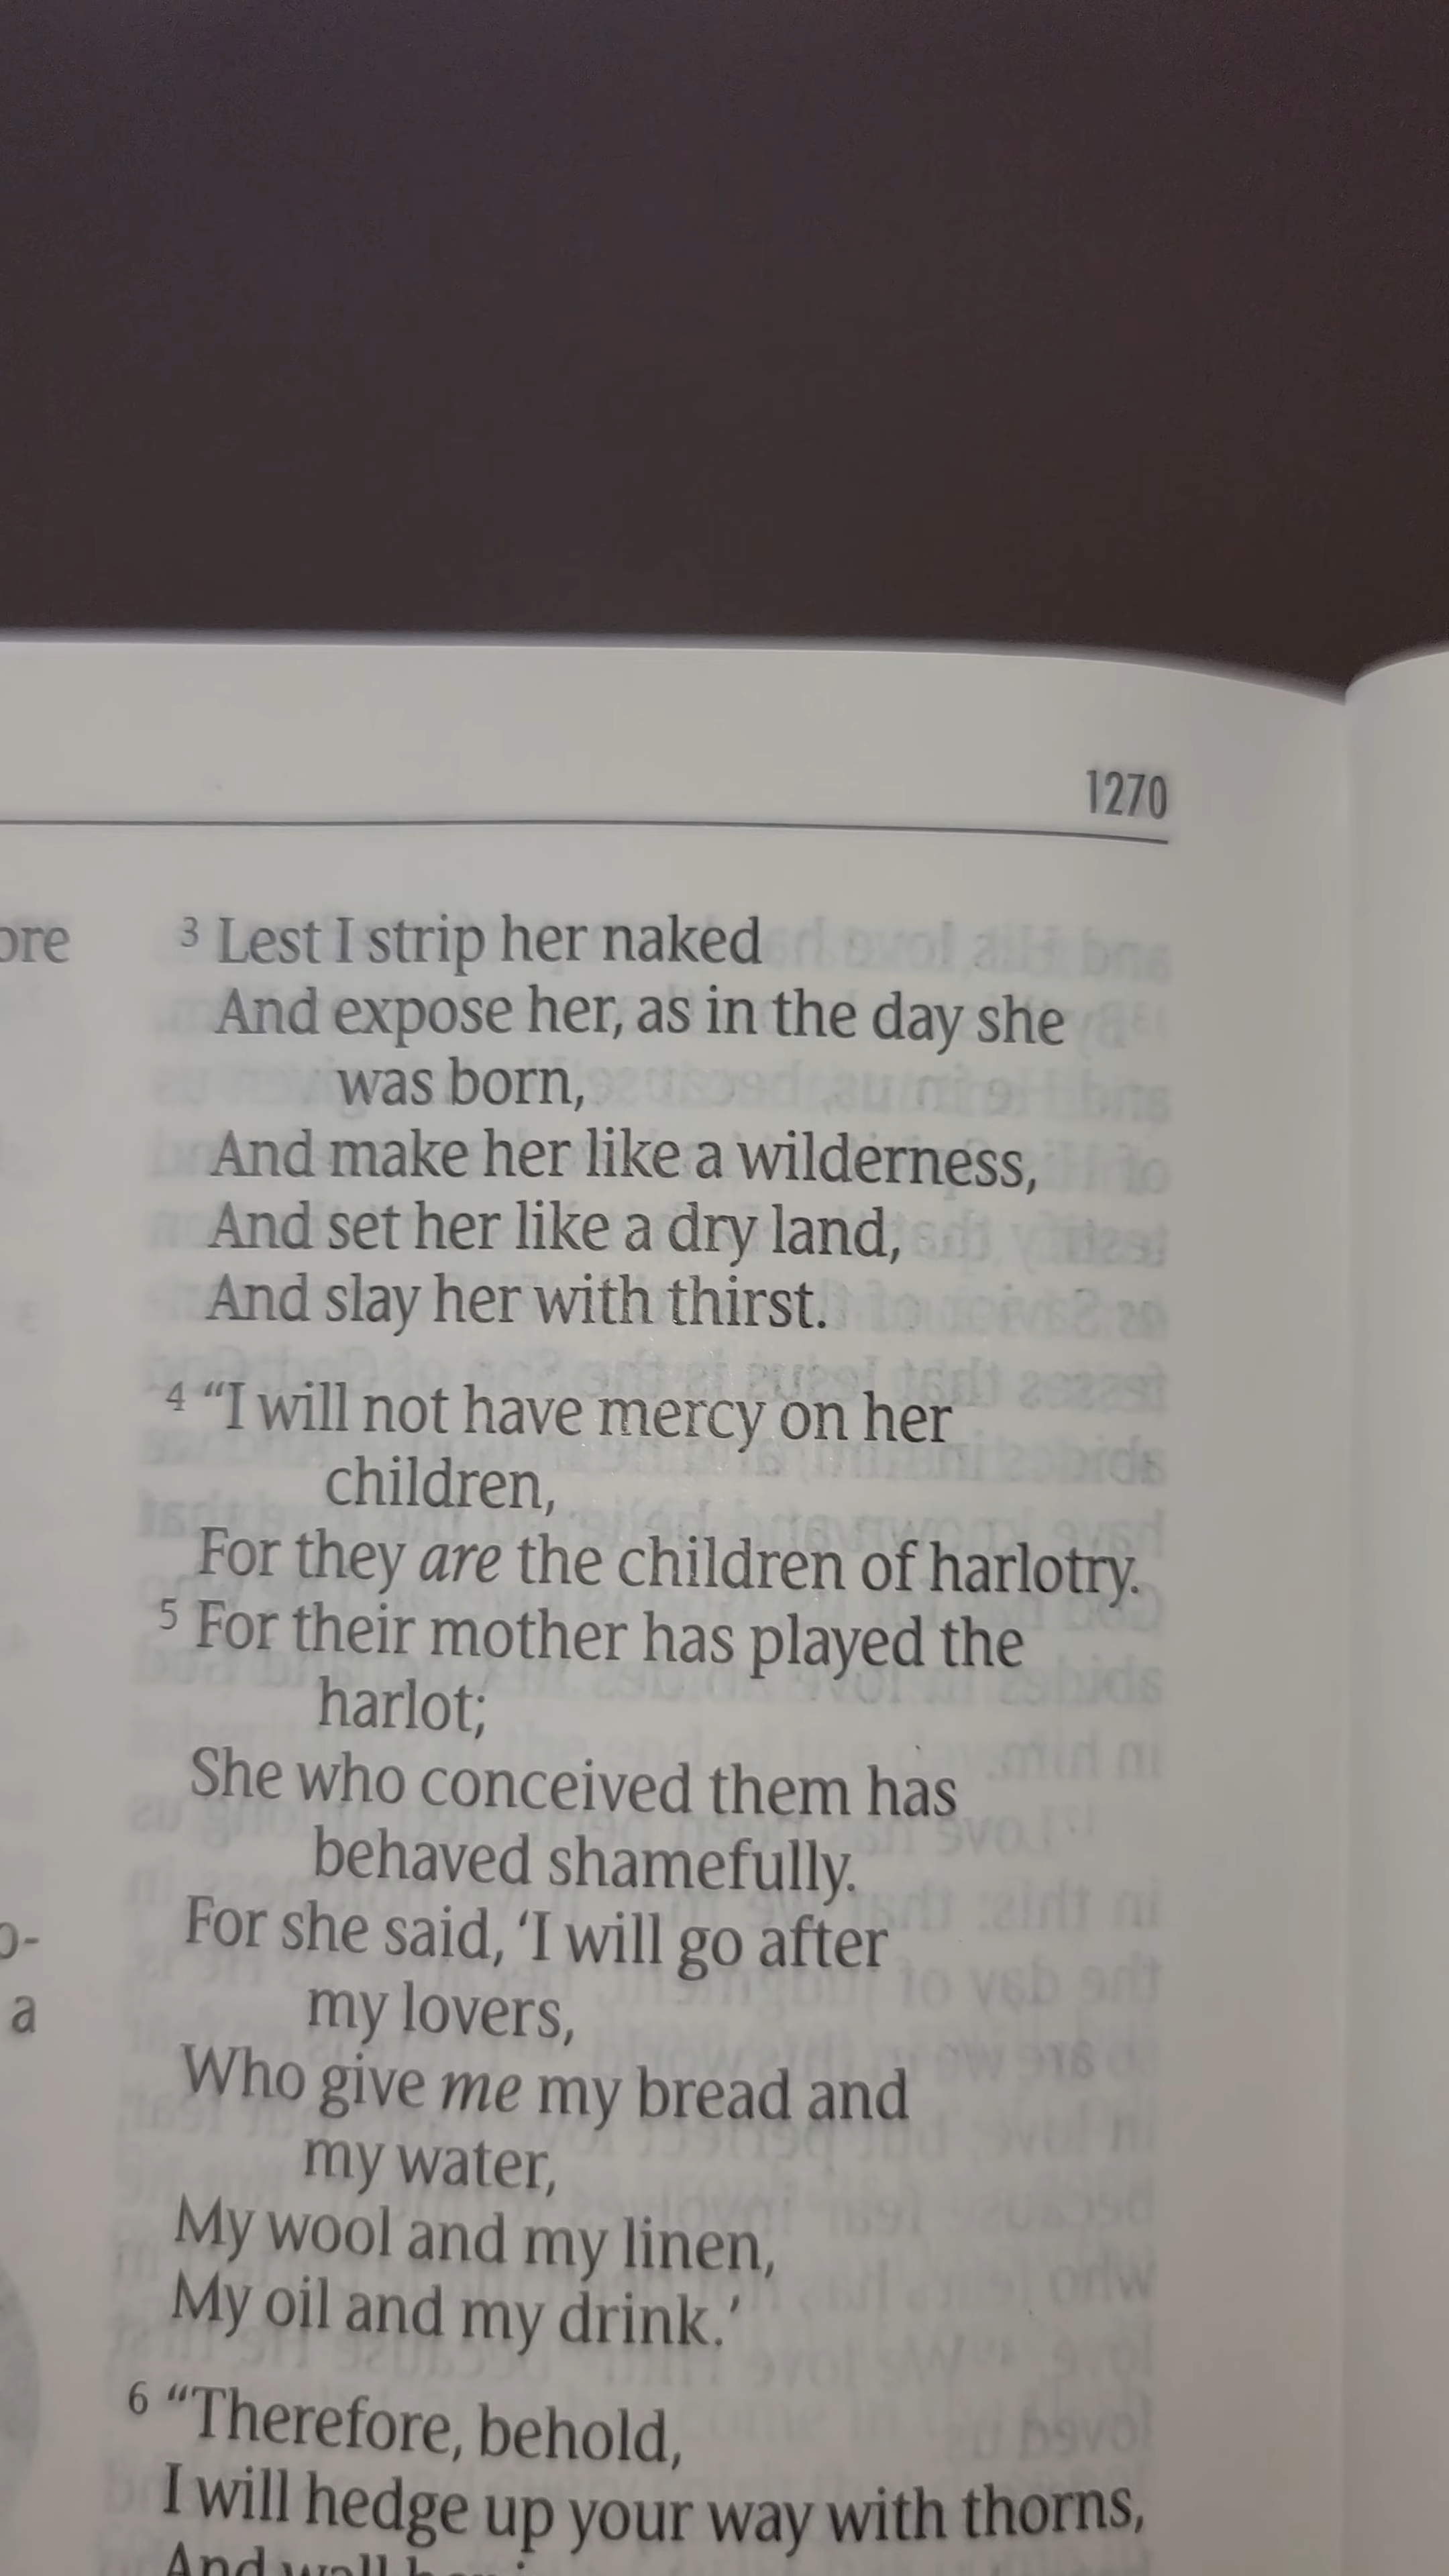 1270
ore
3 Lest I strip her naked
And expose her, as in the day she
was born,
And make her like a wilderness,
And set her like a dry land,
And slay her with thirst.
4 “I will not have mercy on her
children,
For they are the children of harlotry.
5 For their mother has played the
harlot;
She who conceived them has
behaved shamefully.
For she said, ‘I will go after
my lovers,
Who give me my bread and
my water,
My wool and my linen,
My oil and my drink.’
6 “Therefore, behold,
I will hedge up your way with thorns,
And wall
a